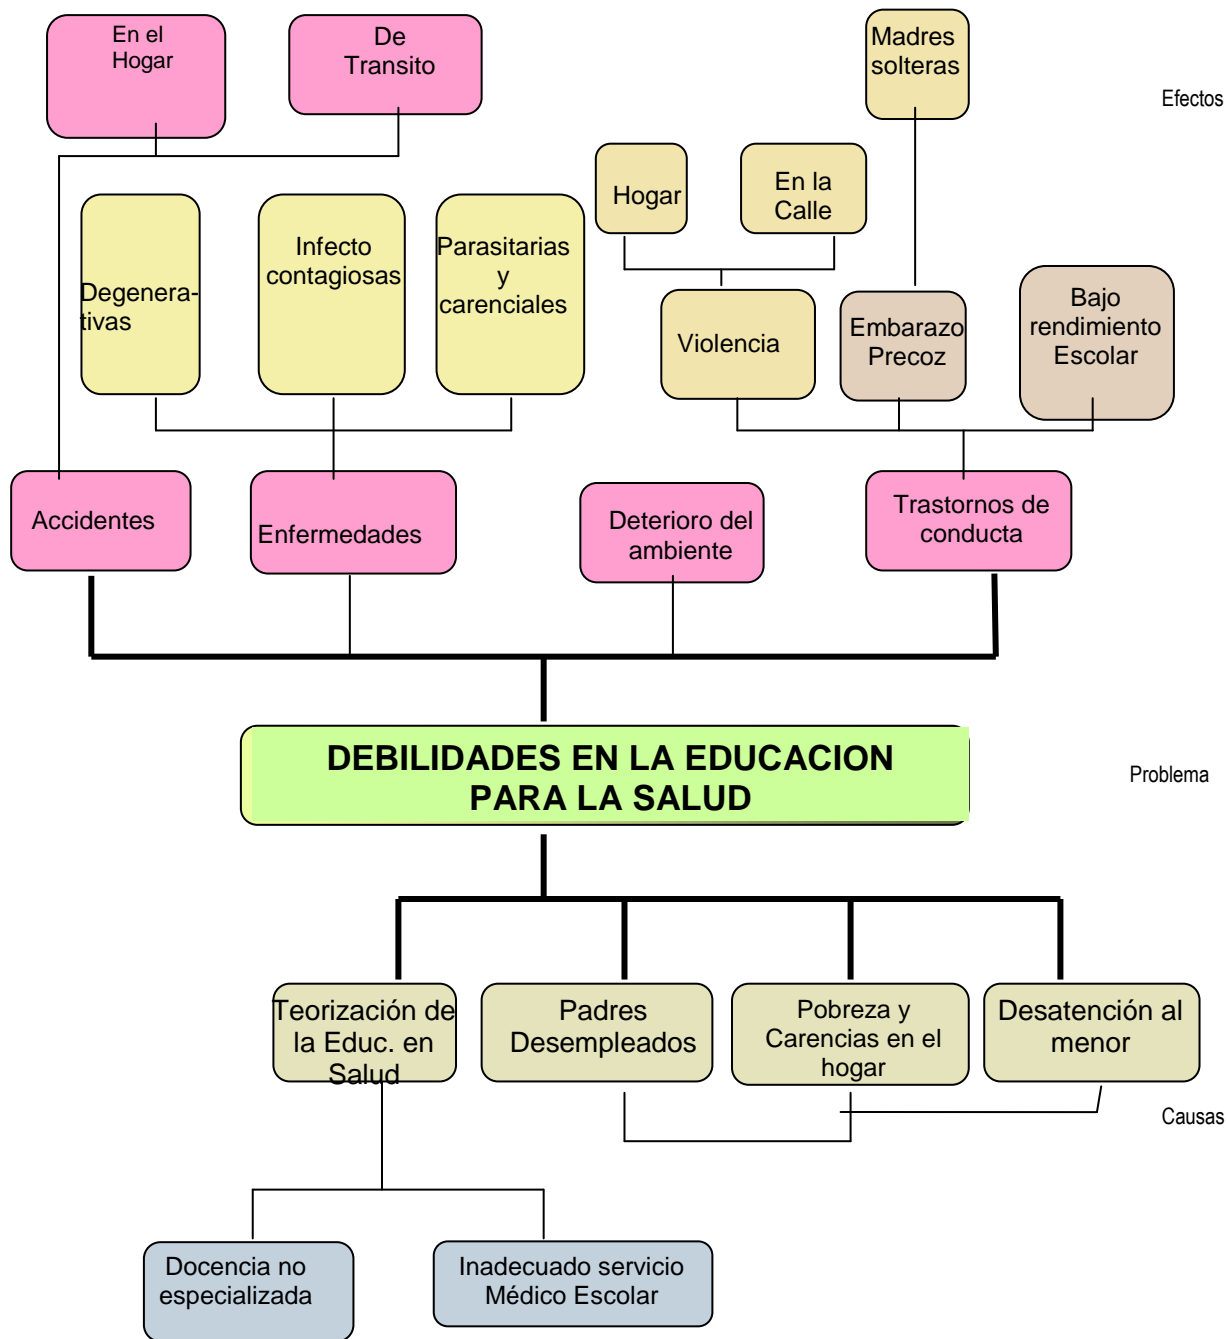 En el
Hogar
De
Transito
Madres
solteras
Efectos
Hogar
En la
Calle
Degenera-
tivas
Infecto
contagiosas
Parasitarias
y
carenciales
Violencia
Embarazo
Precoz
Bajo
rendimiento
Escolar
Accidentes
Enfermedades
Deterioro del
ambiente
Trastornos de
conducta
DEBILIDADES EN LA EDUCACION
PARA LA SALUD
Problema
Teorización de
la Educ. en
Salud
Padres
Desempleados
Pobreza y
Carencias en el
hogar
Desatención al
menor
Causas
Docencia no
especializada
Inadecuado servicio
Médico Escolar